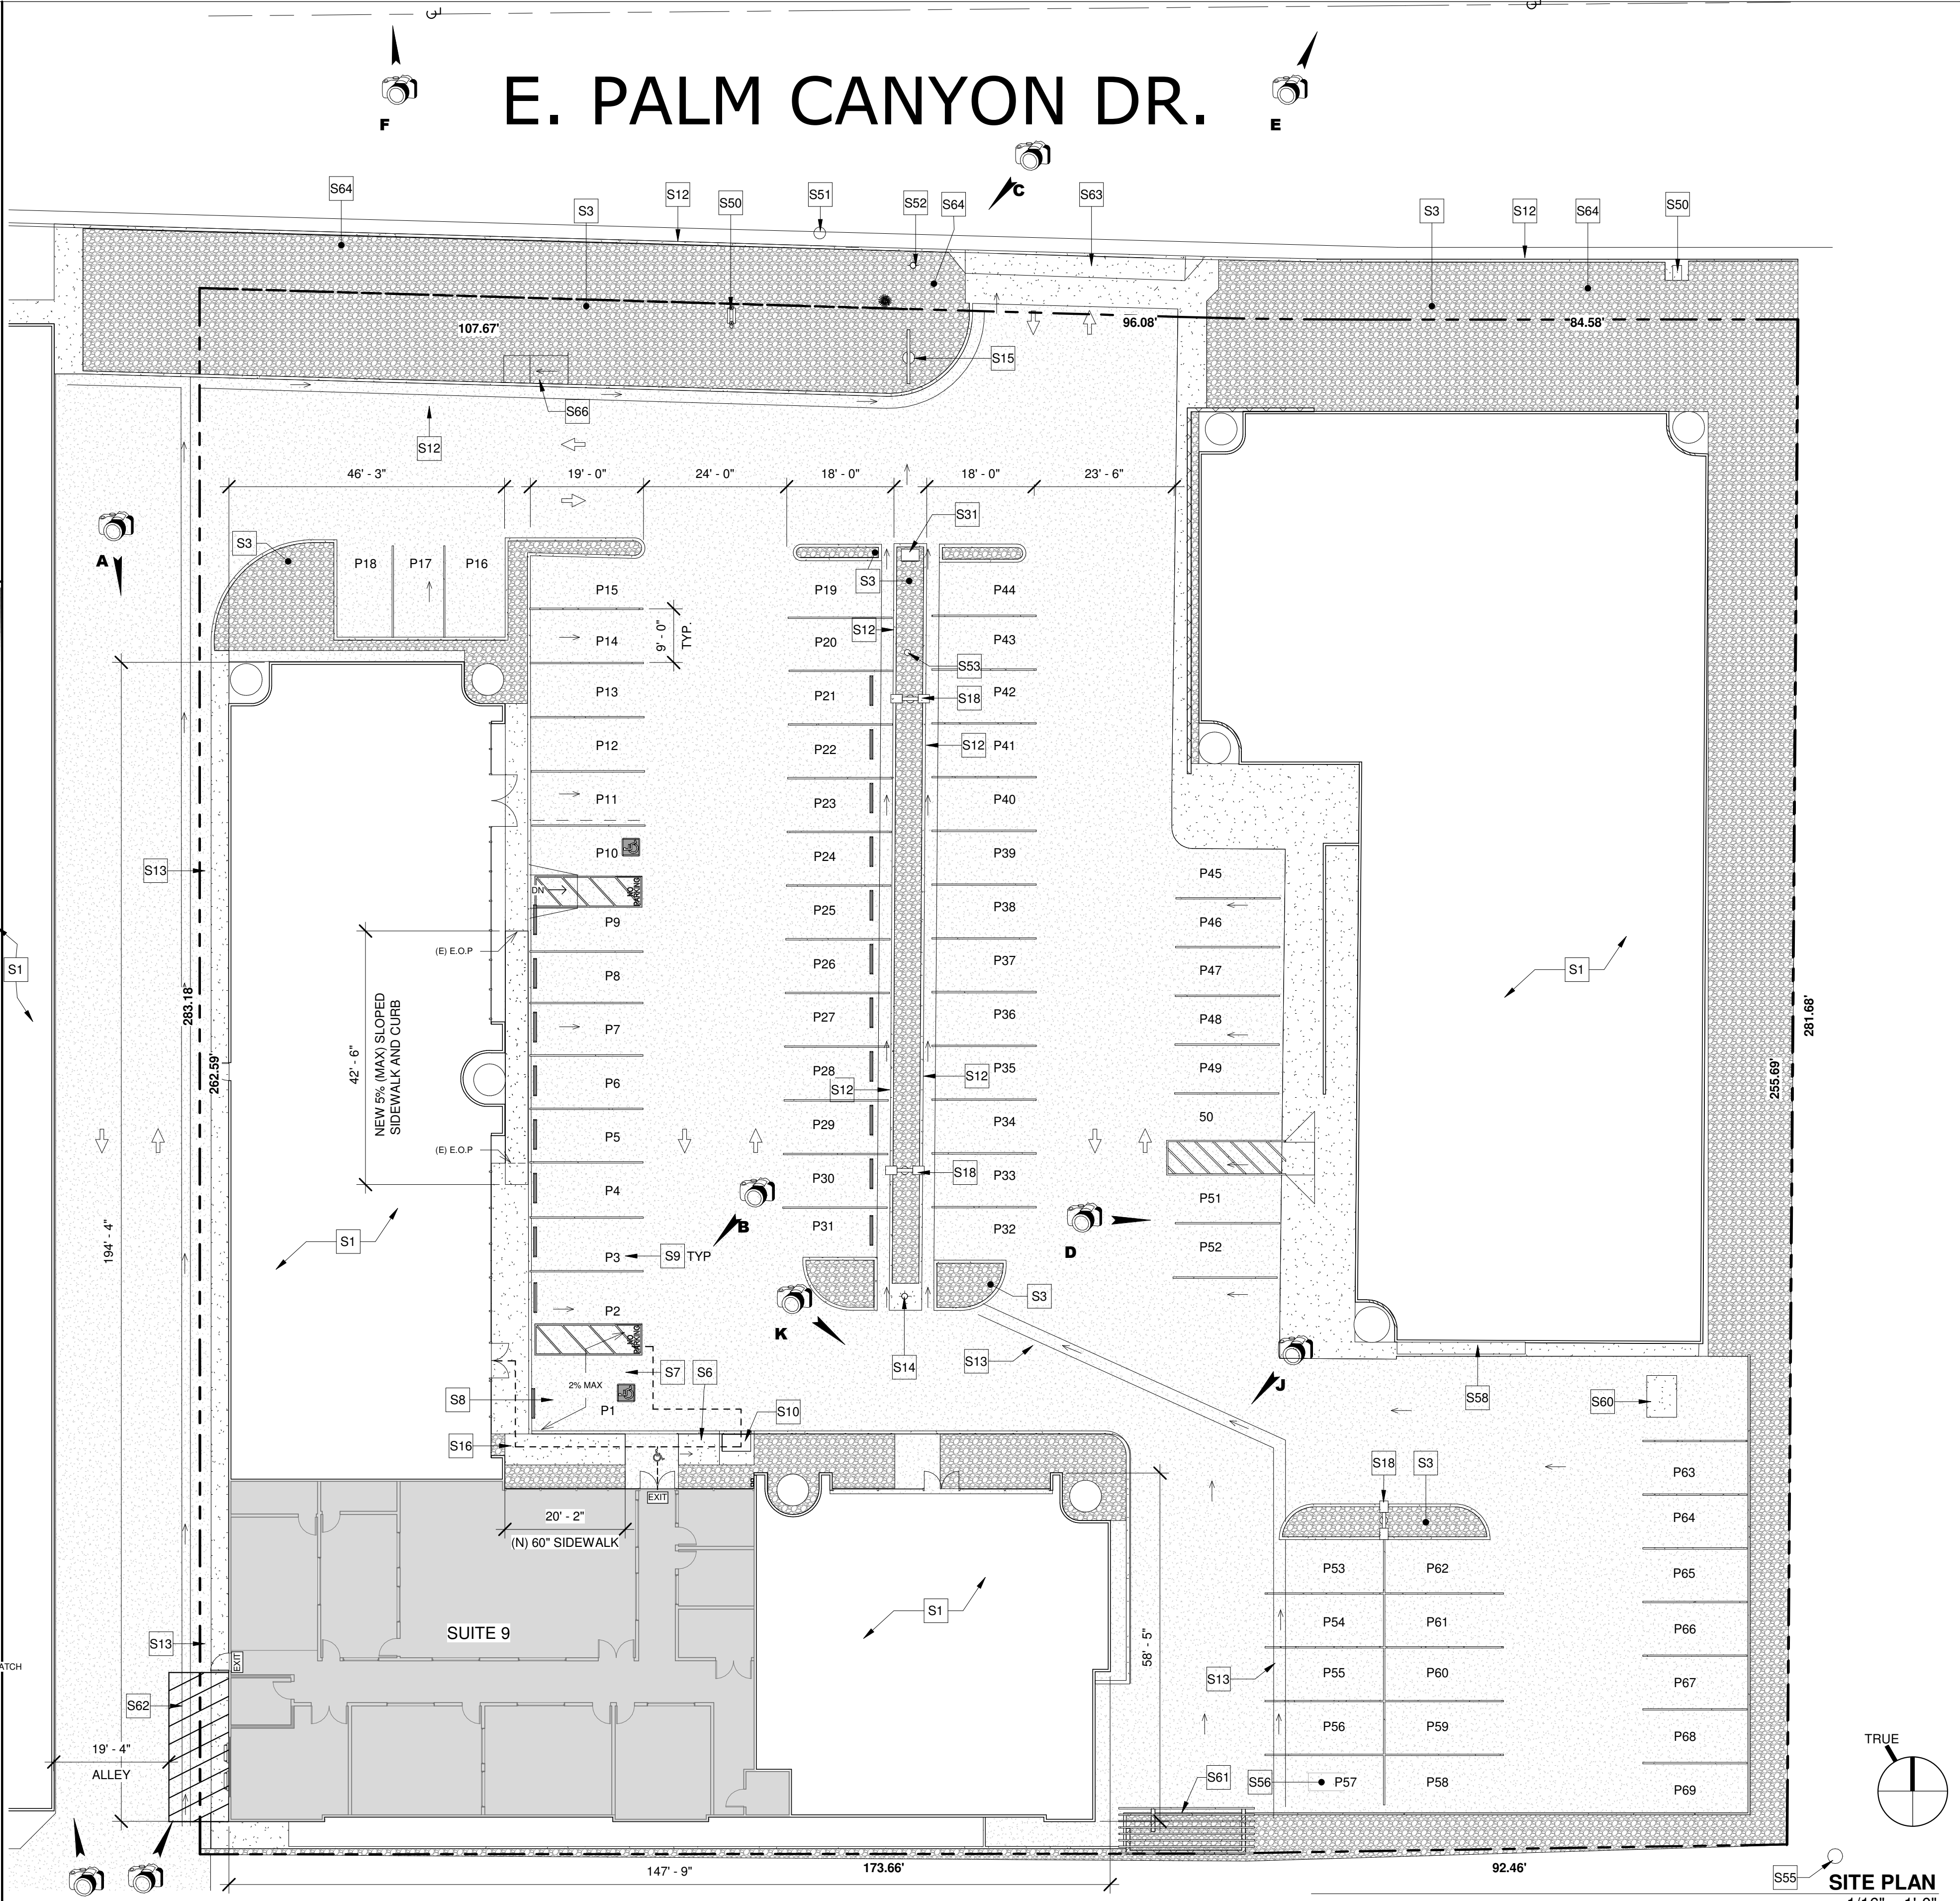 E. PALM CANYON DR.
F
E
C
S64
S3
S12
S50
S51
S52
S64
S63
S3
S12
S64
S50
107.67'
96.08'
84.58'
S15
S66
S12
46' - 3"
19' - 0"
24' - 0"
18' - 0"
18' - 0"
23' - 6"
A
S3
S31
S3
P18
P17
P16
P15
P14
P13
P12
P11
P10
9' - 0"
TYP.
P19
P20
P21
P22
P23
P24
P25
P26
P27
P28
P29
P30
P31
S12
S53
S18
S12
S12
S12
S18
P44
P43
P42
P41
P40
P39
P38
P37
P36
P35
P34
P33
P32
DN
NO
PARKING
P9
P8
P7
P6
P5
P4
P3
P2
P1
(E) E.O.P
(E) E.O.P
42' - 6"
NEW 5% (MAX) SLOPED
SIDEWALK AND CURB
S13
283.18'
262.59'
194' - 4"
S1
S1
S1
S9 TYP
B
D
K
J
P45
P46
P47
P48
P49
50
P51
P52
281.68'
255.69'
NO
PARKING
2% MAX
S7
S6
S8
S10
S16
S14
S13
S3
S58
S60
EXIT
20' - 2"
(N) 60" SIDEWALK
SUITE 9
S1
58' - 5"
S18
S3
P53
P62
P54
P61
P55
P60
P56
P59
P57
P58
P63
P64
P65
P66
P67
P68
P69
S13
S13
EXIT
ATCH
S62
19' - 4"
ALLEY
S61
S56
TRUE
147' - 9"
173.66'
92.46'
S55
SITE PLAN